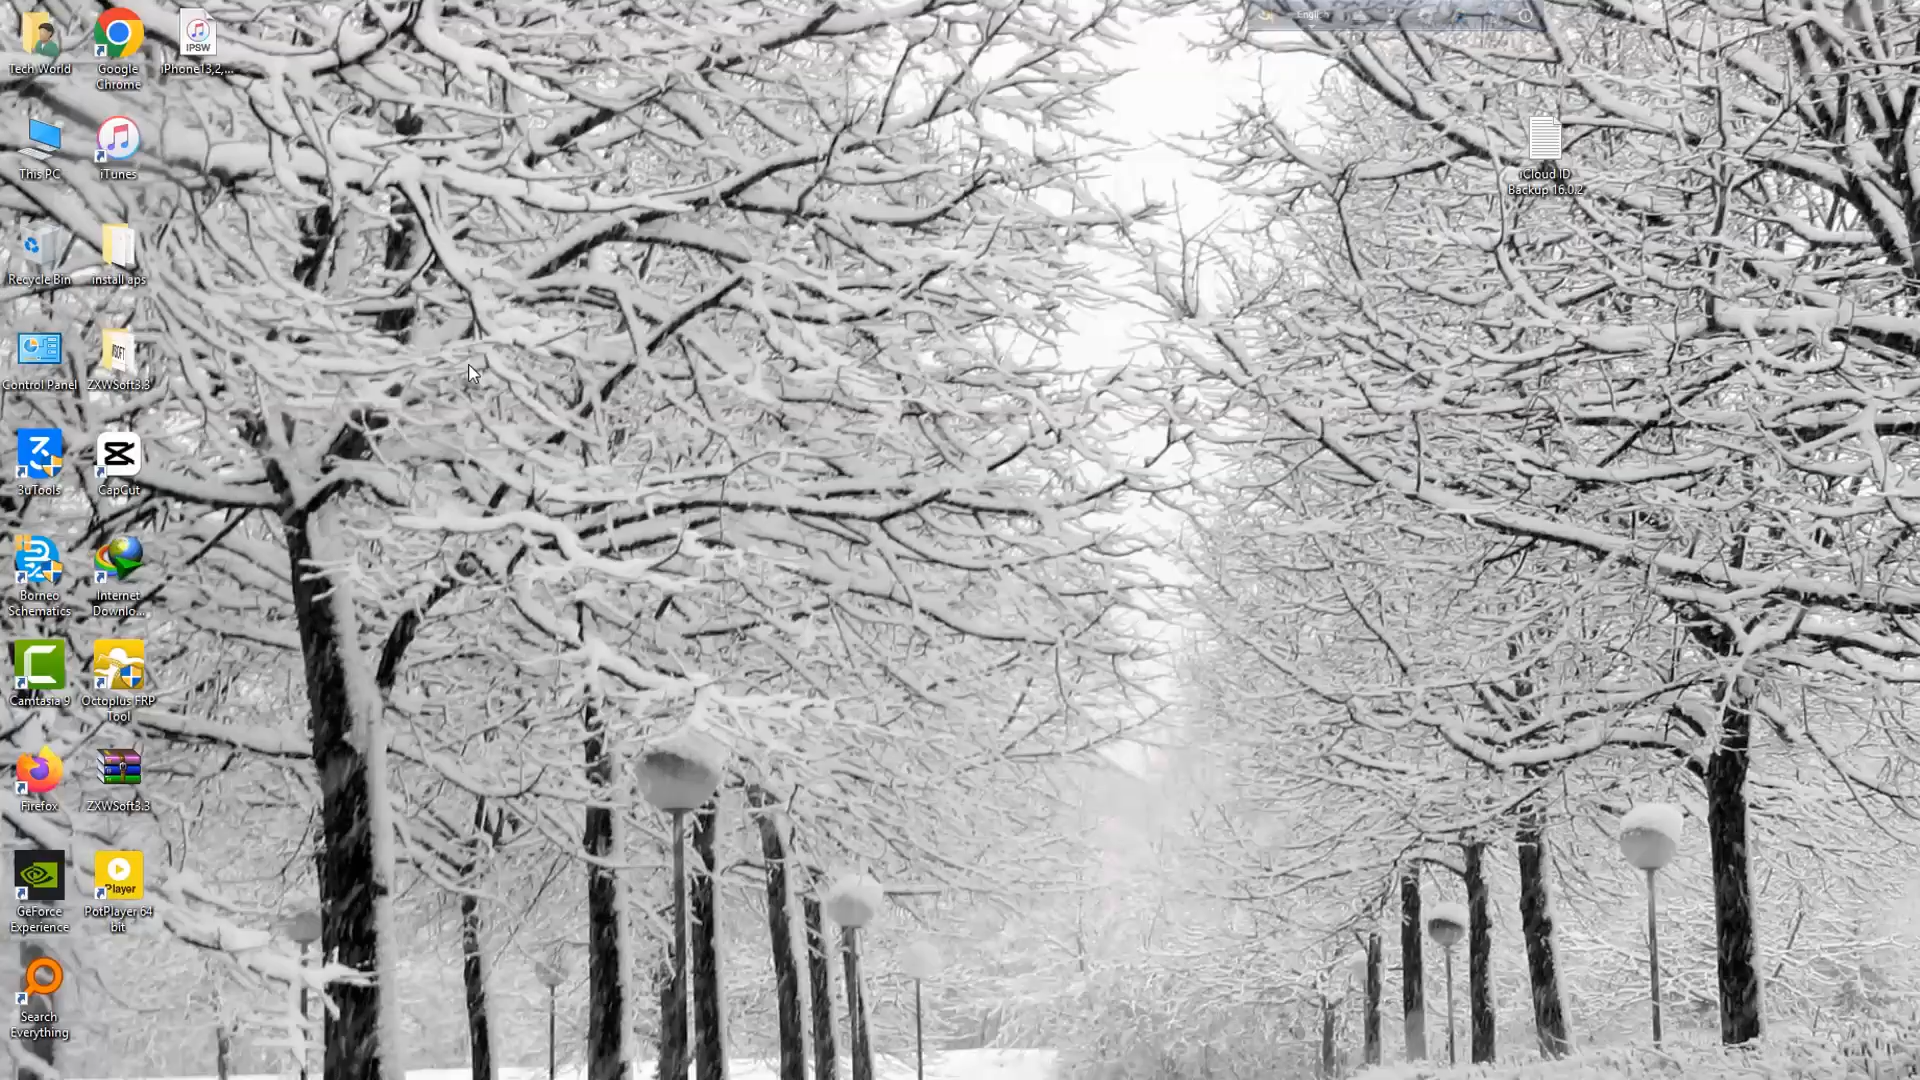 Tech World
Google
Chrome
IPSW
iPhone13,2,...
This PC
iTunes
Recycle Bin
install aps
Control Panel
ZXWSoft3.3
3uTools
CapCut
Borneo
Schematics
Internet
Downlo...
Camtasia 9
Octoplus FRP
Tool
Firefox
ZXWSoft3.3
GeForce
Experience
Player
PotPlayer 64
bit
Search
Everything
iCloud ID
Backup 16.0.2